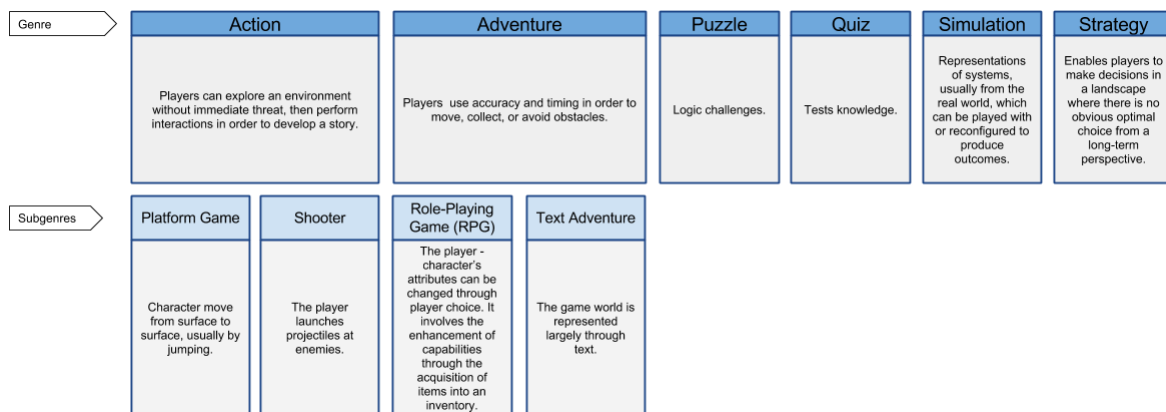 Genre
Action
Players can explore an environment
without immediate threat, then perform
interactions in order to develop a story.
Adventure
Players use accuracy and timing in order to
move, collect, or avoid obstacles.
Puzzle
Logic challenges.
Quiz
Tests knowledge.
Simulation
Representations
of systems,
usually from the
real world, which
can be played with
or reconfigured to
produce
outcomes.
Strategy
Enables players to
make decisions in
a landscape
where there is no
obvious optimal
choice from a
long-term
perspective.
Subgenres
Platform Game
Character move
from surface to
surface, usually by
jumping.
Shooter
The player
launches
projectiles at
enemies.
Role-Playing
Game (RPG)
The player -
character’s
attributes can be
changed through
player choice. It
involves the
enhancement of
capabilities
through the
acquisition of
items into an
inventory.
Text Adventure
The game world is
represented
largely through
text.